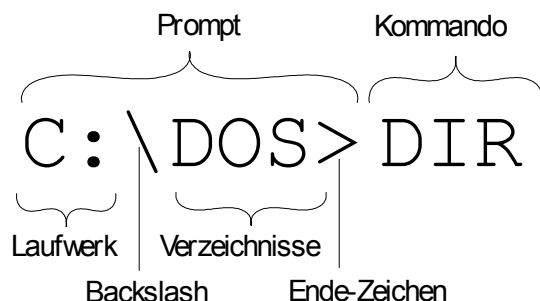 Prompt Kommando
C:\DOS>DIR
Laufwerk Verzeichnisse
Backslash Ende-Zeichen